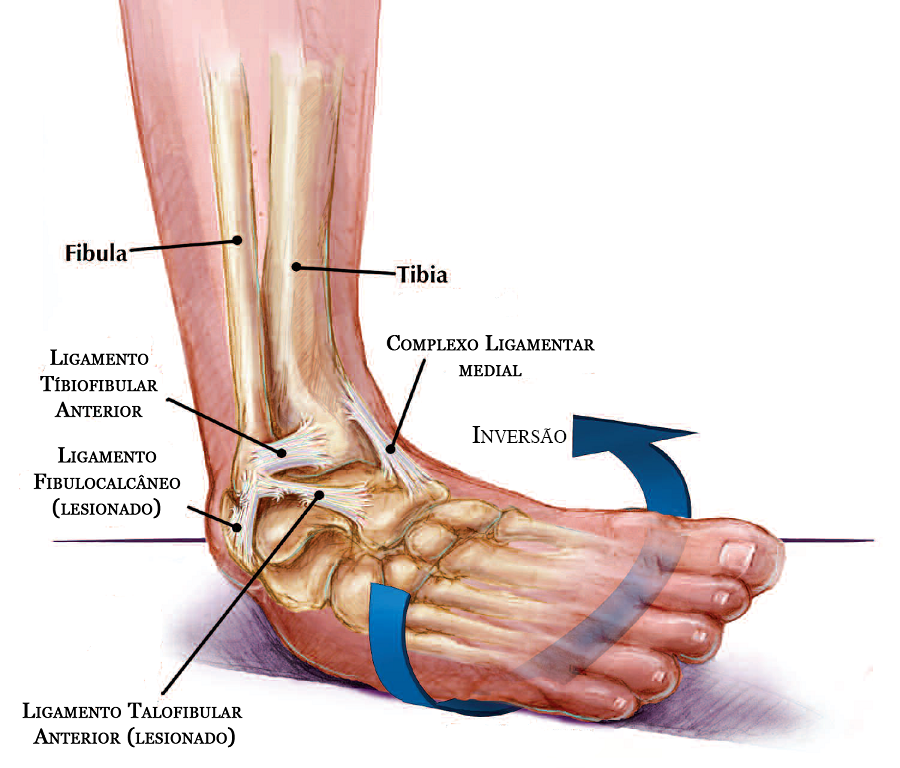 Fibula
Tibia
Complexo Ligamentar
medial
Ligamento
Tíbiofibular
Anterior
Inversão
Ligamento
Fibulocalcâneo
(lesionado)
Ligamento Talofibular
Anterior (lesionado)